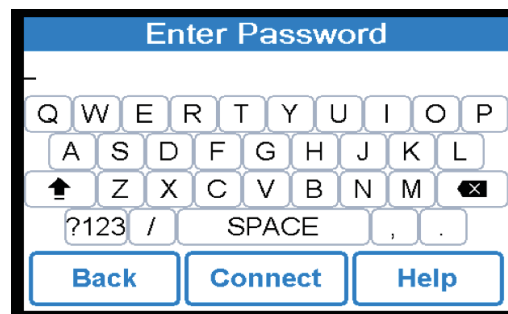 Enter Password
_
Q W E R T Y U I O P
A S D F G H J K L
Z X C V B N M
?123 / SPACE , .
Back Connect Help